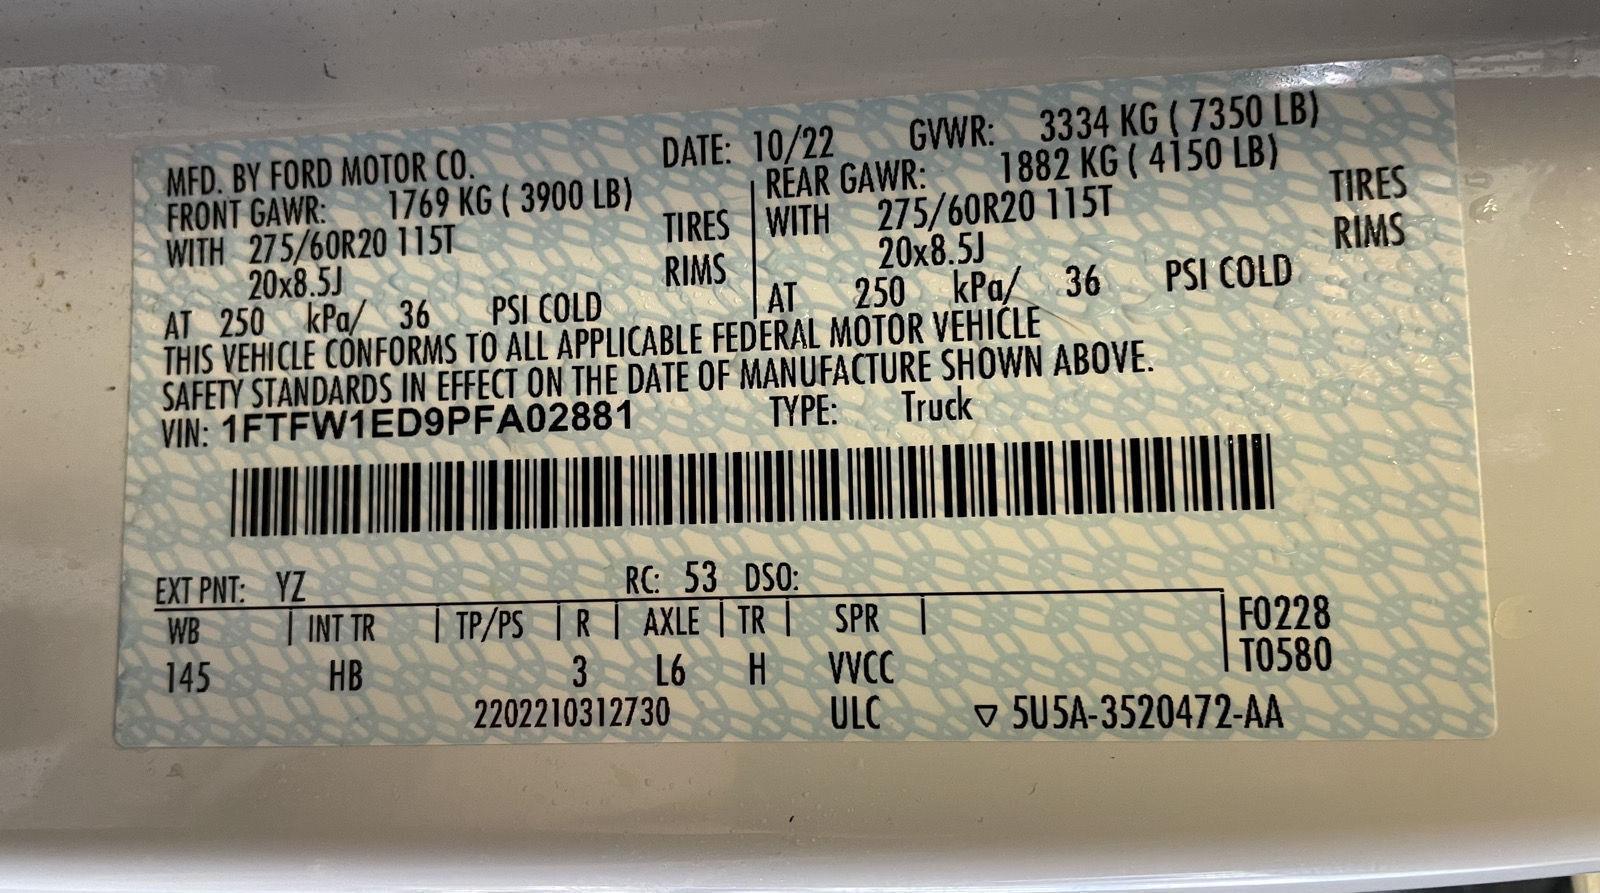 MFD. BY FORD MOTOR CO. DATE: 10/22 GVWR: 3334 KG ( 7350 LB)
FRONT GAWR: 1769 KG ( 3900 LB) REAR GAWR: 1882 KG ( 4150 LB)
WITH 275/60R20 115T TIRES WITH 275/60R20 115T TIRES
20x8.5J RIMS 20x8.5J RIMS
AT 250 kPa/ 36 PSI COLD AT 250 kPa/ 36 PSI COLD
THIS VEHICLE CONFORMS TO ALL APPLICABLE FEDERAL MOTOR VEHICLE
SAFETY STANDARDS IN EFFECT ON THE DATE OF MANUFACTURE SHOWN ABOVE.
VIN: 1FTFW1ED9PFA02881 TYPE: Truck
EXT PNT: YZ RC: 53 DSO:
WB INT TR TP/PS R AXLE TR SPR F0228
145 HB 3 L6 H VVCC T0580
2202210312730 ULC ▽ 5U5A-3520472-AA